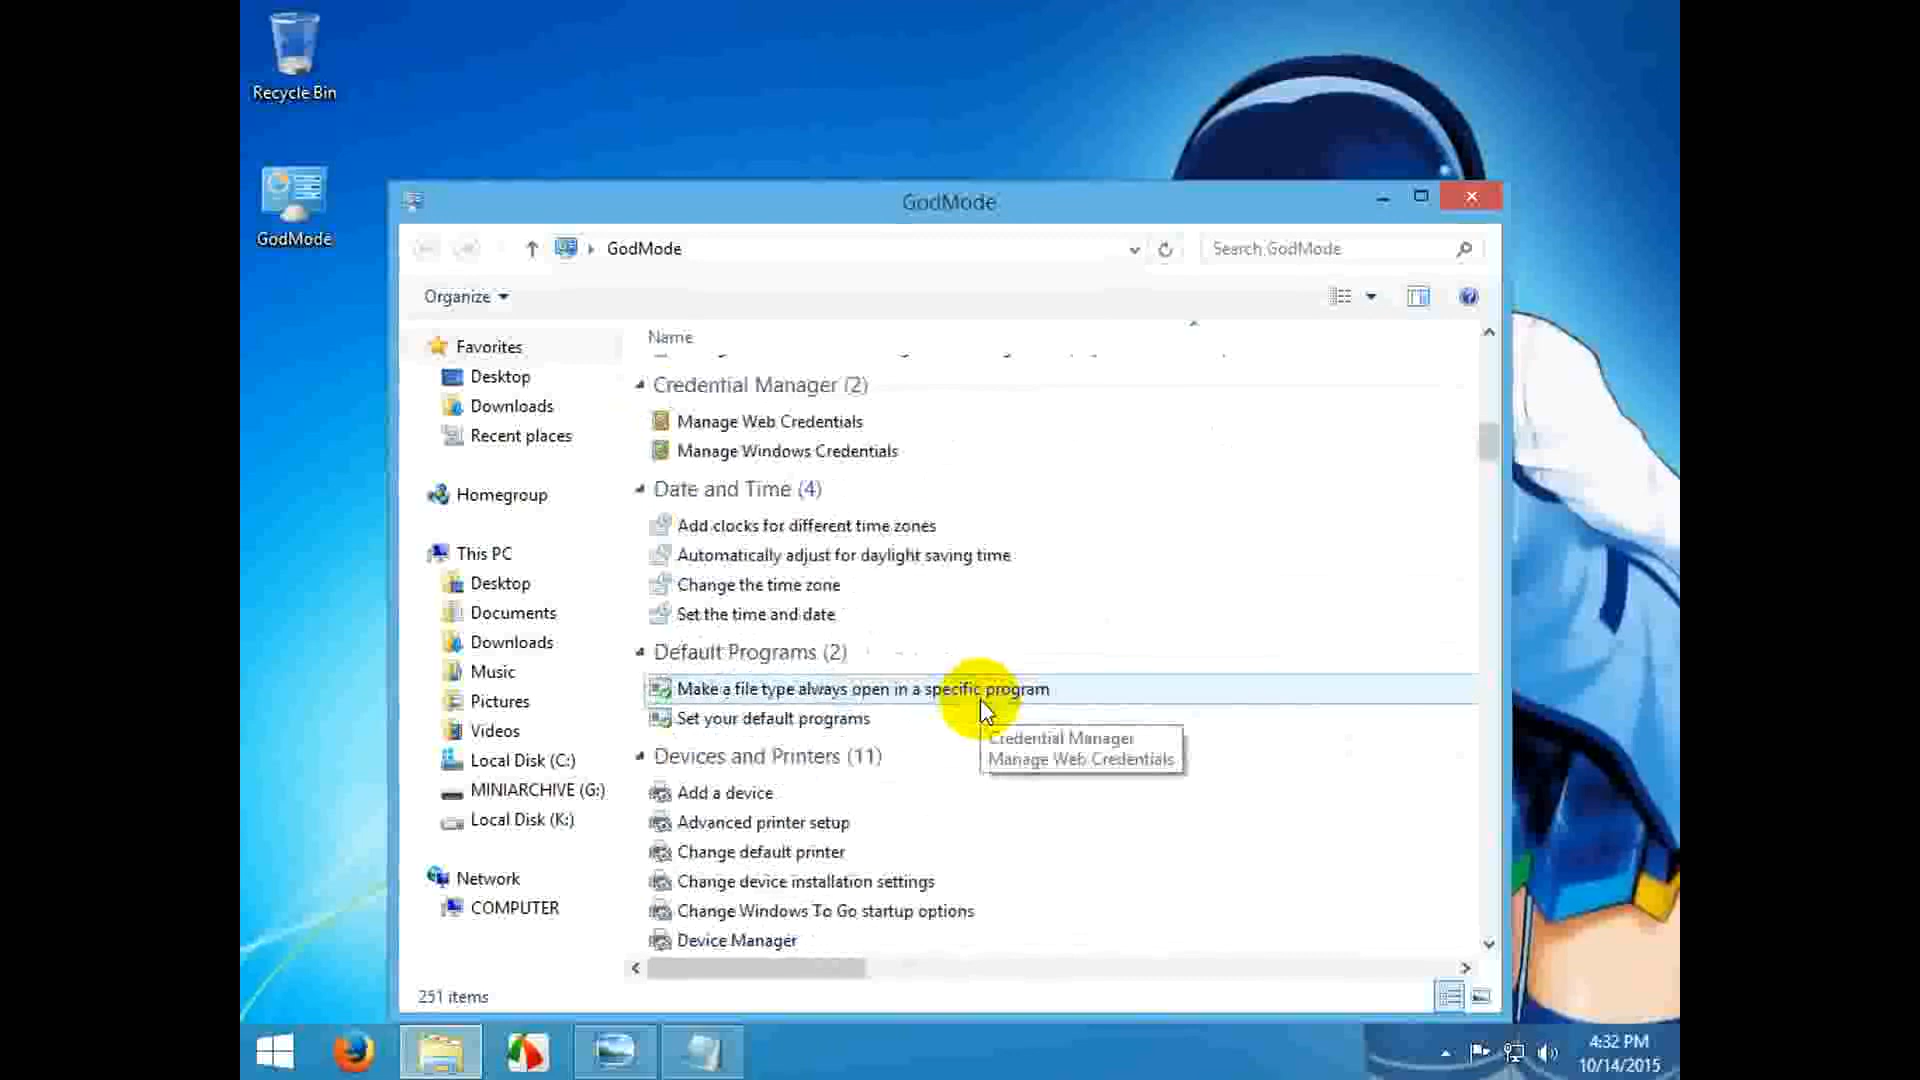 Recycle Bin
GodMode
GodMode
GodMode
Search GodMode
Organize
Name
Favorites
Desktop
Downloads
Recent places
Homegroup
This PC
Desktop
Documents
Downloads
Music
Pictures
Videos
Local Disk (C:)
MINIARCHIVE (G:)
Local Disk (K:)
Network
COMPUTER
Credential Manager (2)
Manage Web Credentials
Manage Windows Credentials
Date and Time (4)
Add clocks for different time zones
Automatically adjust for daylight saving time
Change the time zone
Set the time and date
Default Programs (2)
Make a file type always open in a specific program
Set your default programs
Credential Manager
Manage Web Credentials
Devices and Printers (11)
Add a device
Advanced printer setup
Change default printer
Change device installation settings
Change Windows To Go startup options
Device Manager
251 items
4:32 PM
10/14/2015